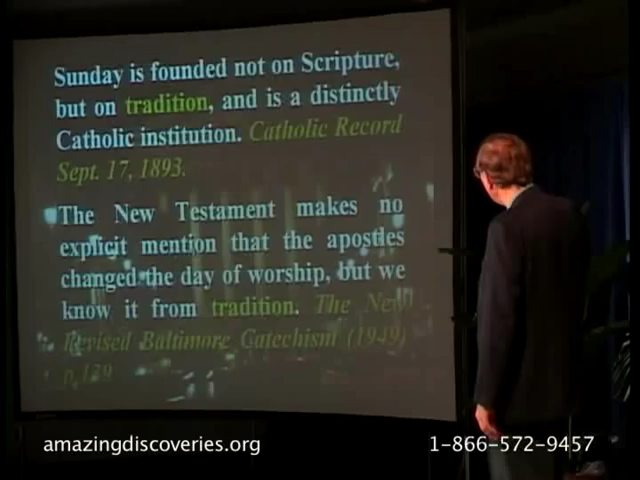 Sunday is founded not on Scripture,
but on tradition, and is a distinctly
Catholic institution. Catholic Record
Sept. 17, 1893.
The New Testament makes no
explicit mention that the apostles
changed the day of worship, but we
know it from tradition. The New
Revised Baltimore Catechism (1949)
p.139
amazingdiscoveries.org
1-866-572-9457